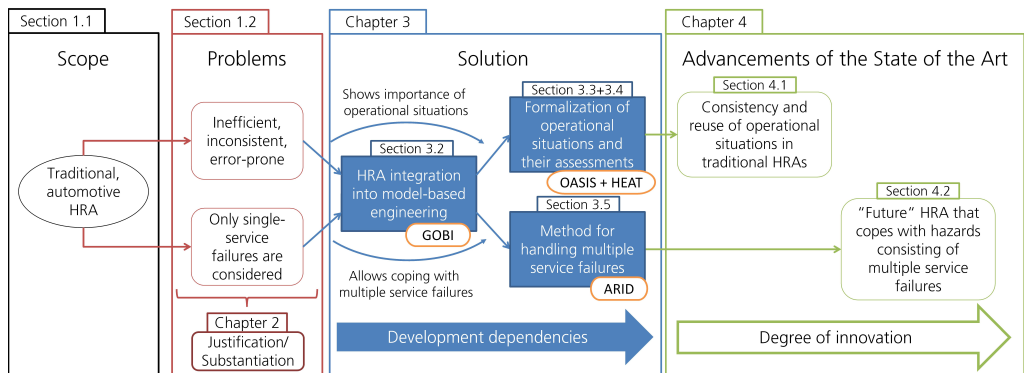 Section 1.1
Scope
Traditional,
automotive
HRA
Section 1.2
Problems
Inefficient,
inconsistent,
error-prone
Only single-
service
failures are
considered
Chapter 2
Justification/
Substantiation
Chapter 3
Solution
Shows importance of
operational situations
Section 3.2
HRA integration
into model-based
engineering
GOBI
Allows coping with
multiple service failures
Section 3.3+3.4
Formalization of
operational
situations and
their assessments
OASIS + HEAT
Section 3.5
Method for
handling multiple
service failures
ARID
Development dependencies
Chapter 4
Advancements of the State of the Art
Section 4.1
Consistency and
reuse of operational
situations in
traditional HRAs
Section 4.2
“Future“ HRA that
copes with hazards
consisting of
multiple service
failures
Degree of innovation